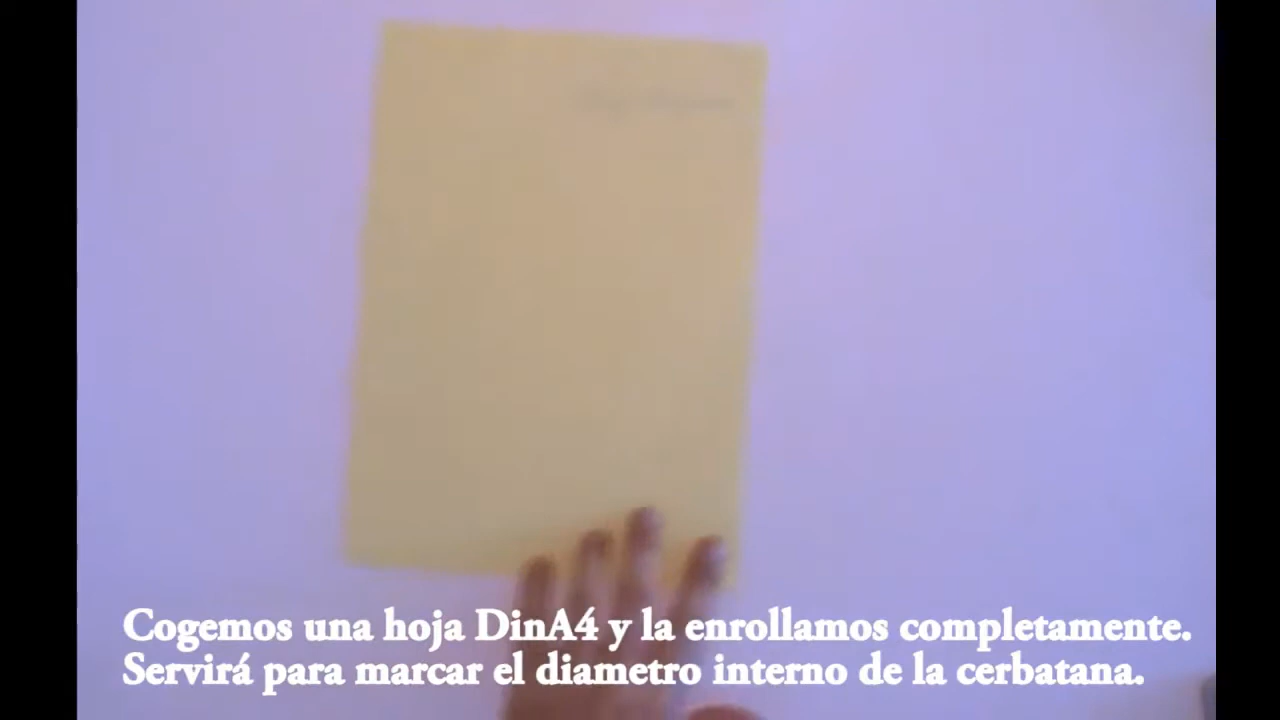 Cogemos una hoja DinA4 y la enrollamos completamente.
Servirá para marcar el diametro interno de la cerbatana.